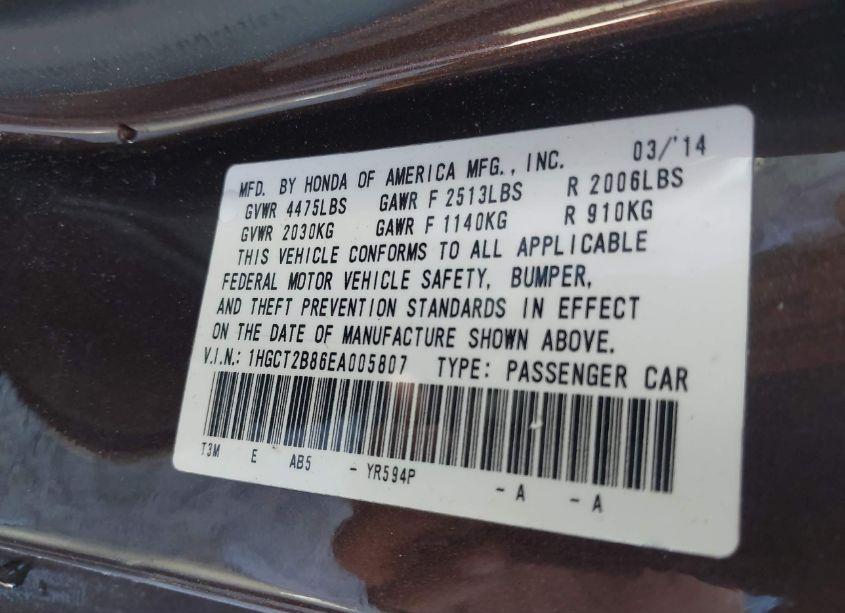 MFD. BY HONDA OF AMERICA MFG., INC. 03/'14
GVWR 4475LBS GAWR F 2513LBS R 2006LBS
GVWR 2030KG GAWR F 1140KG R 910KG
THIS VEHICLE CONFORMS TO ALL APPLICABLE
FEDERAL MOTOR VEHICLE SAFETY, BUMPER,
AND THEFT PREVENTION STANDARDS IN EFFECT
ON THE DATE OF MANUFACTURE SHOWN ABOVE.
V.I.N.: 1HGCT2B86EA005807 TYPE: PASSENGER CAR
T3M E AB5 - YR594P - A - A